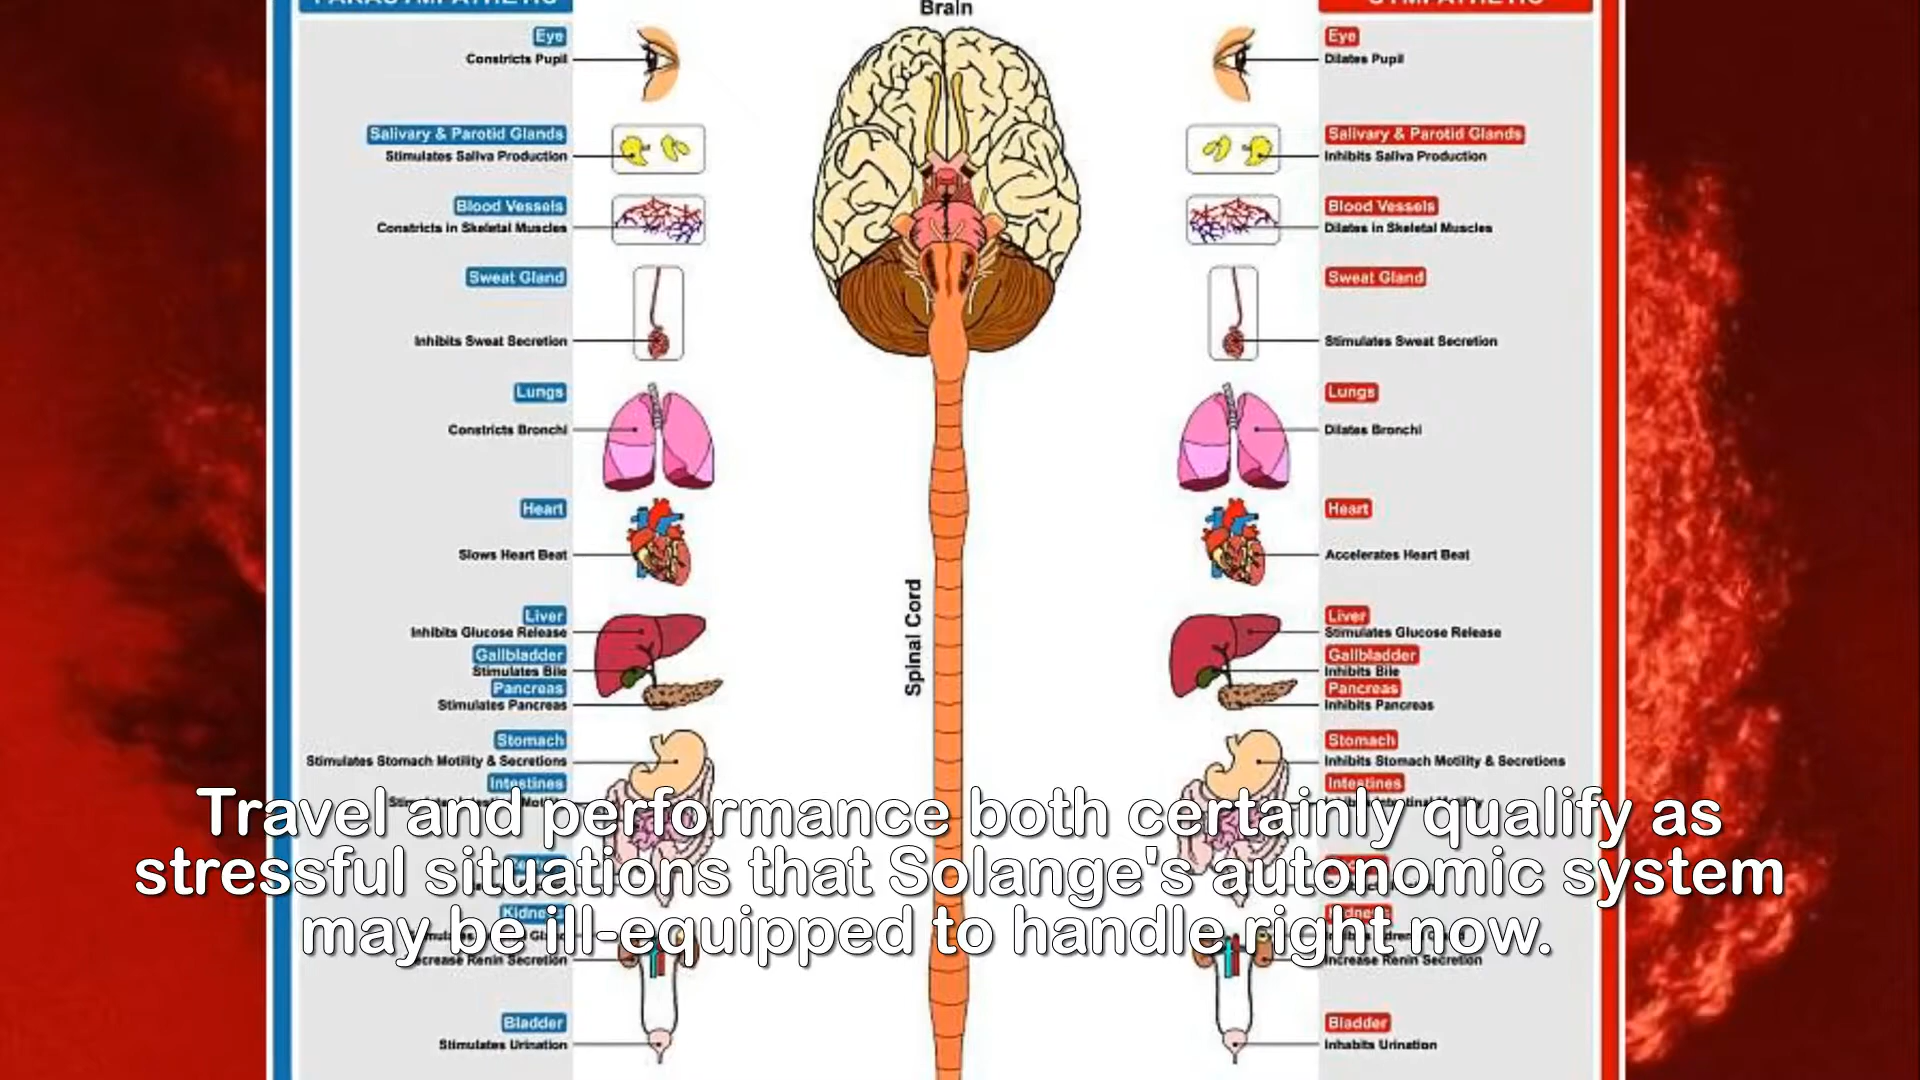 Brain
Eye
Constricts Pupil
Salivary & Parotid Glands
Stimulates Saliva Production
Blood Vessels
Constricts in Skeletal Muscles
Sweat Gland
Inhibits Sweat Secretion
Lungs
Constricts Bronchi
Heart
Slows Heart Beat
Liver
Inhibits Glucose Release
Gallbladder
Stimulates Bile
Pancreas
Stimulates Pancreas
Stomach
Stimulates Stomach Motility & Secretions
Intestines
Bladder
Stimulates Urination
Spinal Cord
Eye
Dilates Pupil
Salivary & Parotid Glands
Inhibits Saliva Production
Blood Vessels
Dilates in Skeletal Muscles
Sweat Gland
Stimulates Sweat Secretion
Lungs
Dilates Bronchi
Heart
Accelerates Heart Beat
Liver
Stimulates Glucose Release
Gallbladder
Inhibits Bile
Pancreas
Inhibits Pancreas
Stomach
Inhibits Stomach Motility & Secretions
Intestines
Increase Renin Secretion
Bladder
Inhabits Urination
Travel and performance both certainly qualify as
stressful situations that Solange's autonomic system
may be ill-equipped to handle right now.